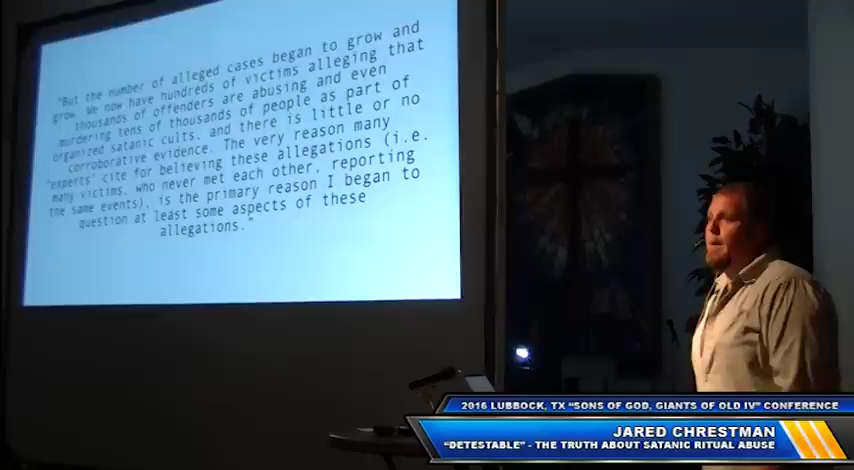 "But the number of alleged cases began to grow and
grow. We now have hundreds of victims alleging that
thousands of offenders are abusing and even
murdering tens of thousands of people as part of
organized satanic cults, and there is little or no
corroborative evidence. The very reason many
"experts" cite for believing these allegations (i.e.
many victims, who never met each other, reporting
the same events), is the primary reason I began to
question at least some aspects of these
allegations."
2016 LUBBOCK, TX "SONS OF GOD, GIANTS OF OLD IV" CONFERENCE
JARED CHRESTMAN
"DETESTABLE" - THE TRUTH ABOUT SATANIC RITUAL ABUSE